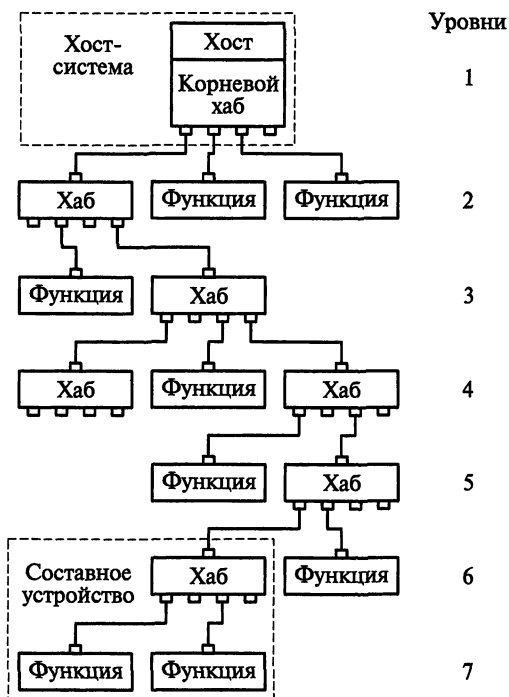 Уровни
Хост-
система
Хост
Корневой
хаб
1
Хаб
Функция
Функция
2
Функция
Хаб
3
Хаб
Функция
Хаб
4
Функция
Хаб
5
Составное
устройство
Хаб
Функция
6
Функция
Функция
7